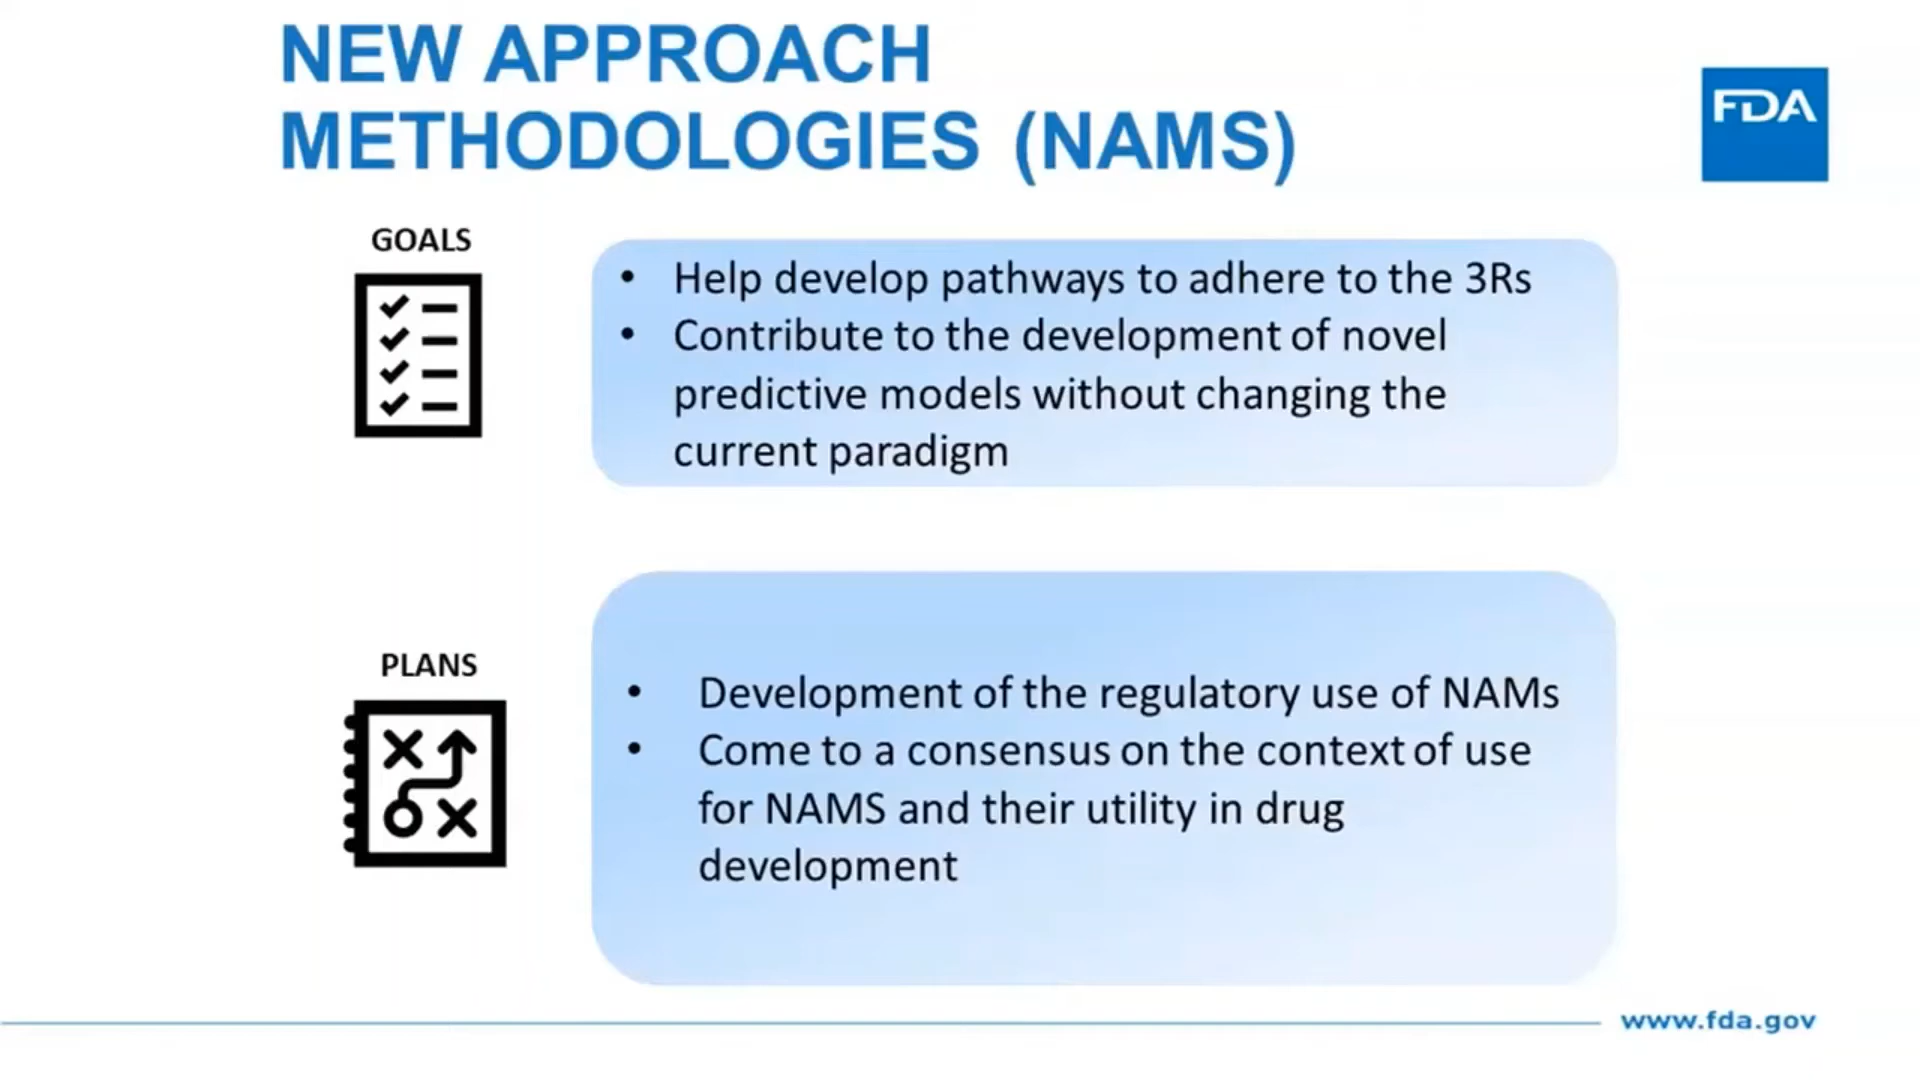 NEW APPROACH
METHODOLOGIES (NAMS)
FDA
GOALS
• Help develop pathways to adhere to the 3Rs
• Contribute to the development of novel
predictive models without changing the
current paradigm
PLANS
• Development of the regulatory use of NAMs
• Come to a consensus on the context of use
for NAMS and their utility in drug
development
www.fda.gov